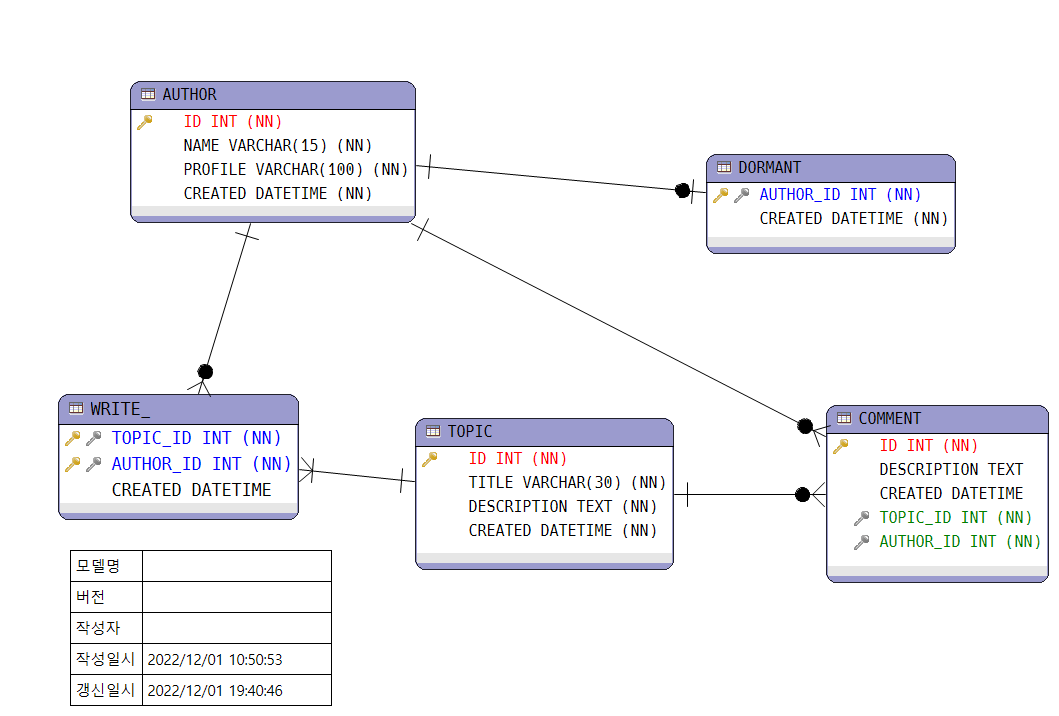 AUTHOR
ID INT (NN)
NAME VARCHAR(15) (NN)
PROFILE VARCHAR(100) (NN)
CREATED DATETIME (NN)
DORMANT
AUTHOR_ID INT (NN)
CREATED DATETIME (NN)
WRITE_
TOPIC_ID INT (NN)
AUTHOR_ID INT (NN)
CREATED DATETIME
TOPIC
ID INT (NN)
TITLE VARCHAR(30) (NN)
DESCRIPTION TEXT (NN)
CREATED DATETIME (NN)
COMMENT
ID INT (NN)
DESCRIPTION TEXT
CREATED DATETIME
TOPIC_ID INT (NN)
AUTHOR_ID INT (NN)
모델명
버전
작성자
작성일시 2022/12/01 10:50:53
갱신일시 2022/12/01 19:40:46